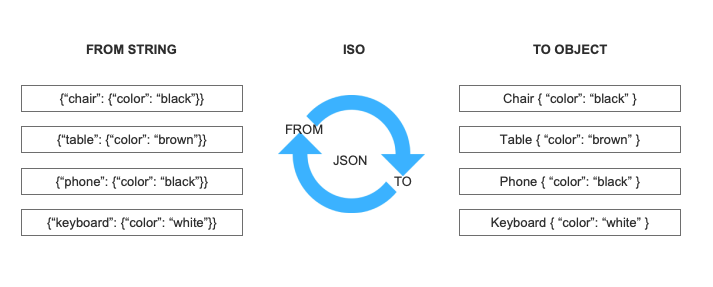 FROM STRING
ISO
TO OBJECT
{“chair”: {“color”: “black”}}
{“table”: {“color”: “brown”}}
{“phone”: {“color”: “black”}}
{“keyboard”: {“color”: “white”}}
FROM
JSON
TO
Chair { “color”: “black” }
Table { “color”: “brown” }
Phone { “color”: “black” }
Keyboard { “color”: “white” }